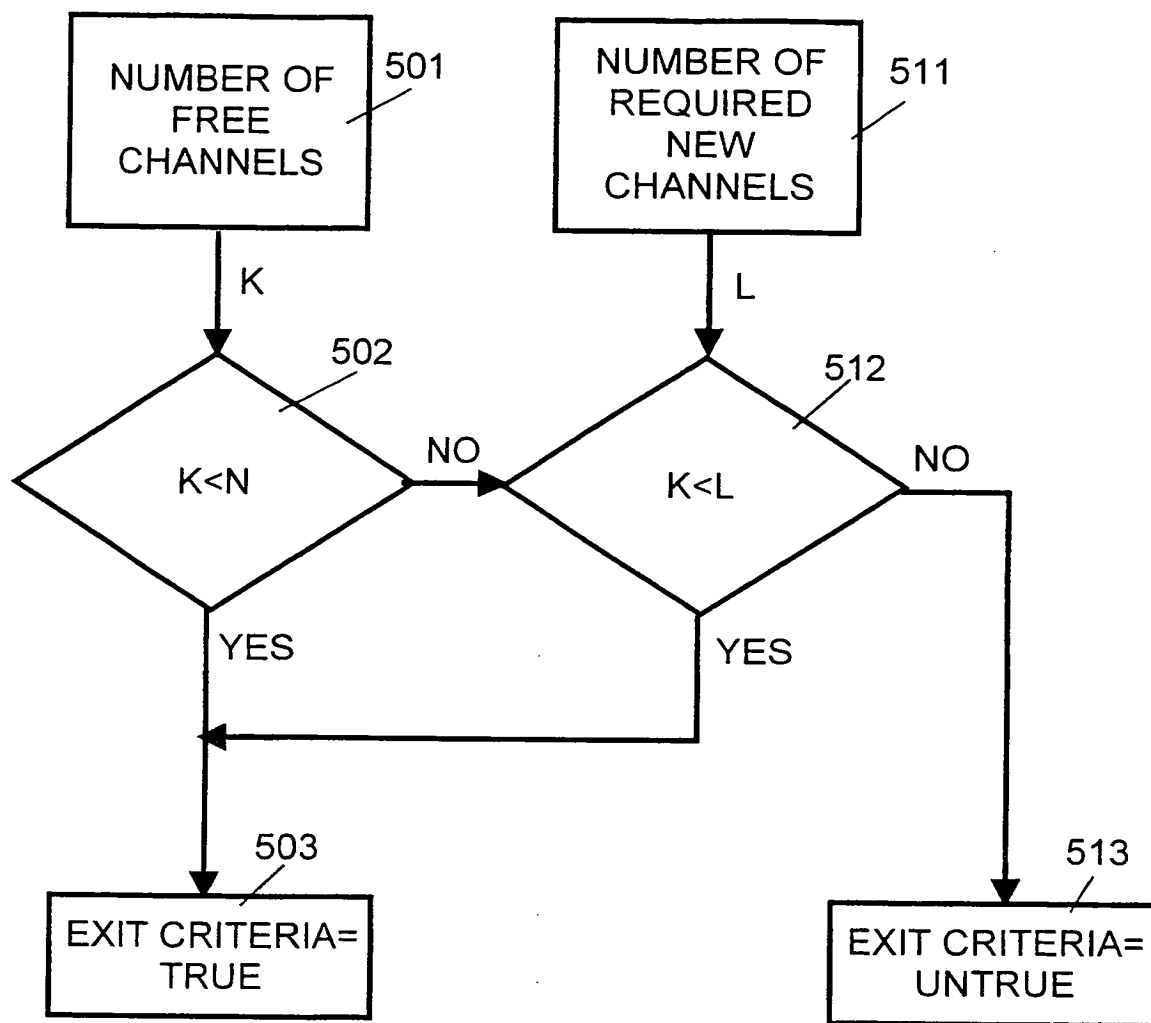 NUMBER OF
FREE
CHANNELS
501
NUMBER OF
REQUIRED
NEW
CHANNELS
511
K
L
502
512
K<N
NO
K<L
NO
YES
YES
503
513
EXIT CRITERIA=
TRUE
EXIT CRITERIA=
UNTRUE